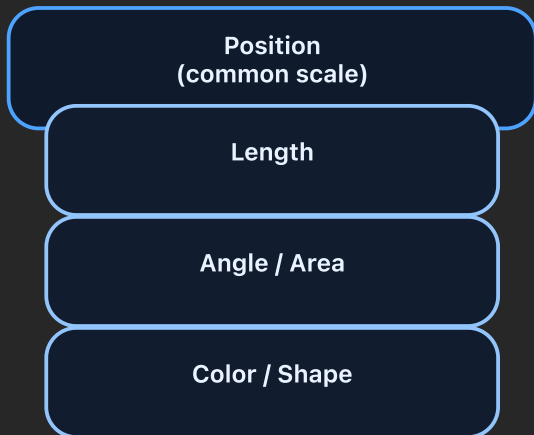 Position
(common scale)
Length
Angle / Area
Color / Shape